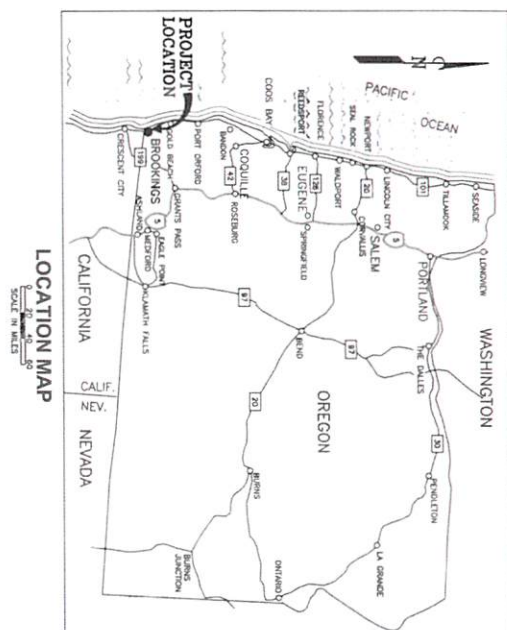 N
PACIFIC
OCEAN
WASHINGTON
LONGVIEW
SEASIDE
TILLAMOOK
PORTLAND
THE DALLES
30
PENDLETON
LA GRANDE
101
LINCOLN CITY
5
SALEM
NEWPORT
SEAL ROCK
20
CORVALLIS
WALDPORT
97
FLORENCE
126
EUGENE
SPRINGFIELD
REEDSPORT
38
BEND
OREGON
ONTARIO
COOS BAY
COQUILLE
BANDON
42
ROSEBURG
97
20
BURNS
BURNS
JUNCTION
PORT ORFORD
GOLD BEACH
GRANTS PASS
5
EAGLE POINT
MEDFORD
ASHLAND
KLAMATH FALLS
PROJECT
LOCATION
BROOKINGS
199
CRESCENT CITY
CALIFORNIA
CALIF.
NEV.
NEVADA
LOCATION MAP
0 20 40 60
SCALE IN MILES